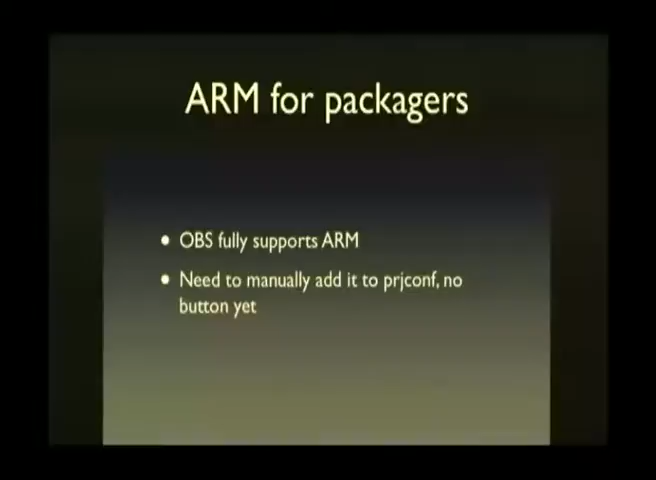 ARM for packagers
• OBS fully supports ARM
• Need to manually add it to prjconf, no
button yet